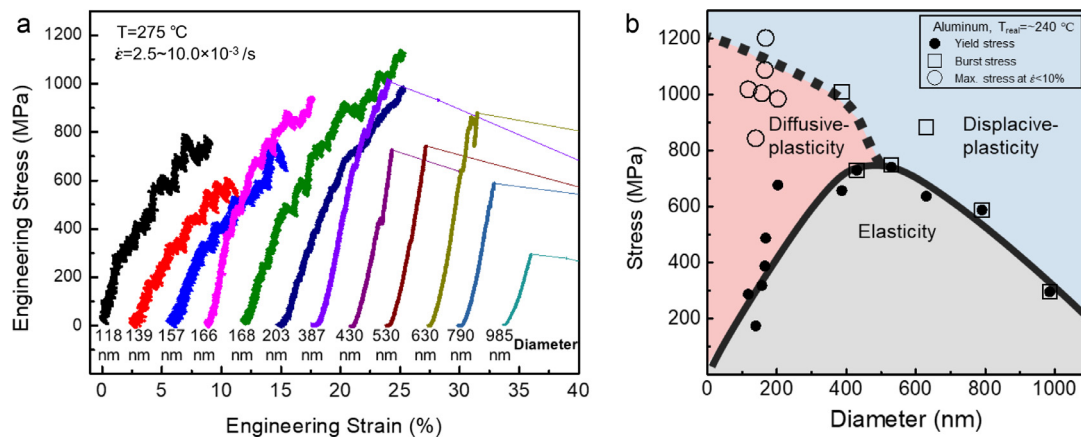 a
T=275 ℃
ε̇=2.5~10.0×10⁻³ /s
Engineering Stress (MPa)
1200
1000
800
600
400
200
0
118 139 157 166 168 203 387 430 530 630 790 985 Diameter
nm nm nm nm nm nm nm nm nm nm nm nm
0 5 10 15 20 25 30 35 40
Engineering Strain (%)
b
Stress (MPa)
1200
1000
800
600
400
200
Aluminum, T_real=~240 ℃
Yield stress
Burst stress
Max. stress at ε̇<10%
Diffusive-
plasticity
Displacive-
plasticity
Elasticity
0 200 400 600 800 1000
Diameter (nm)